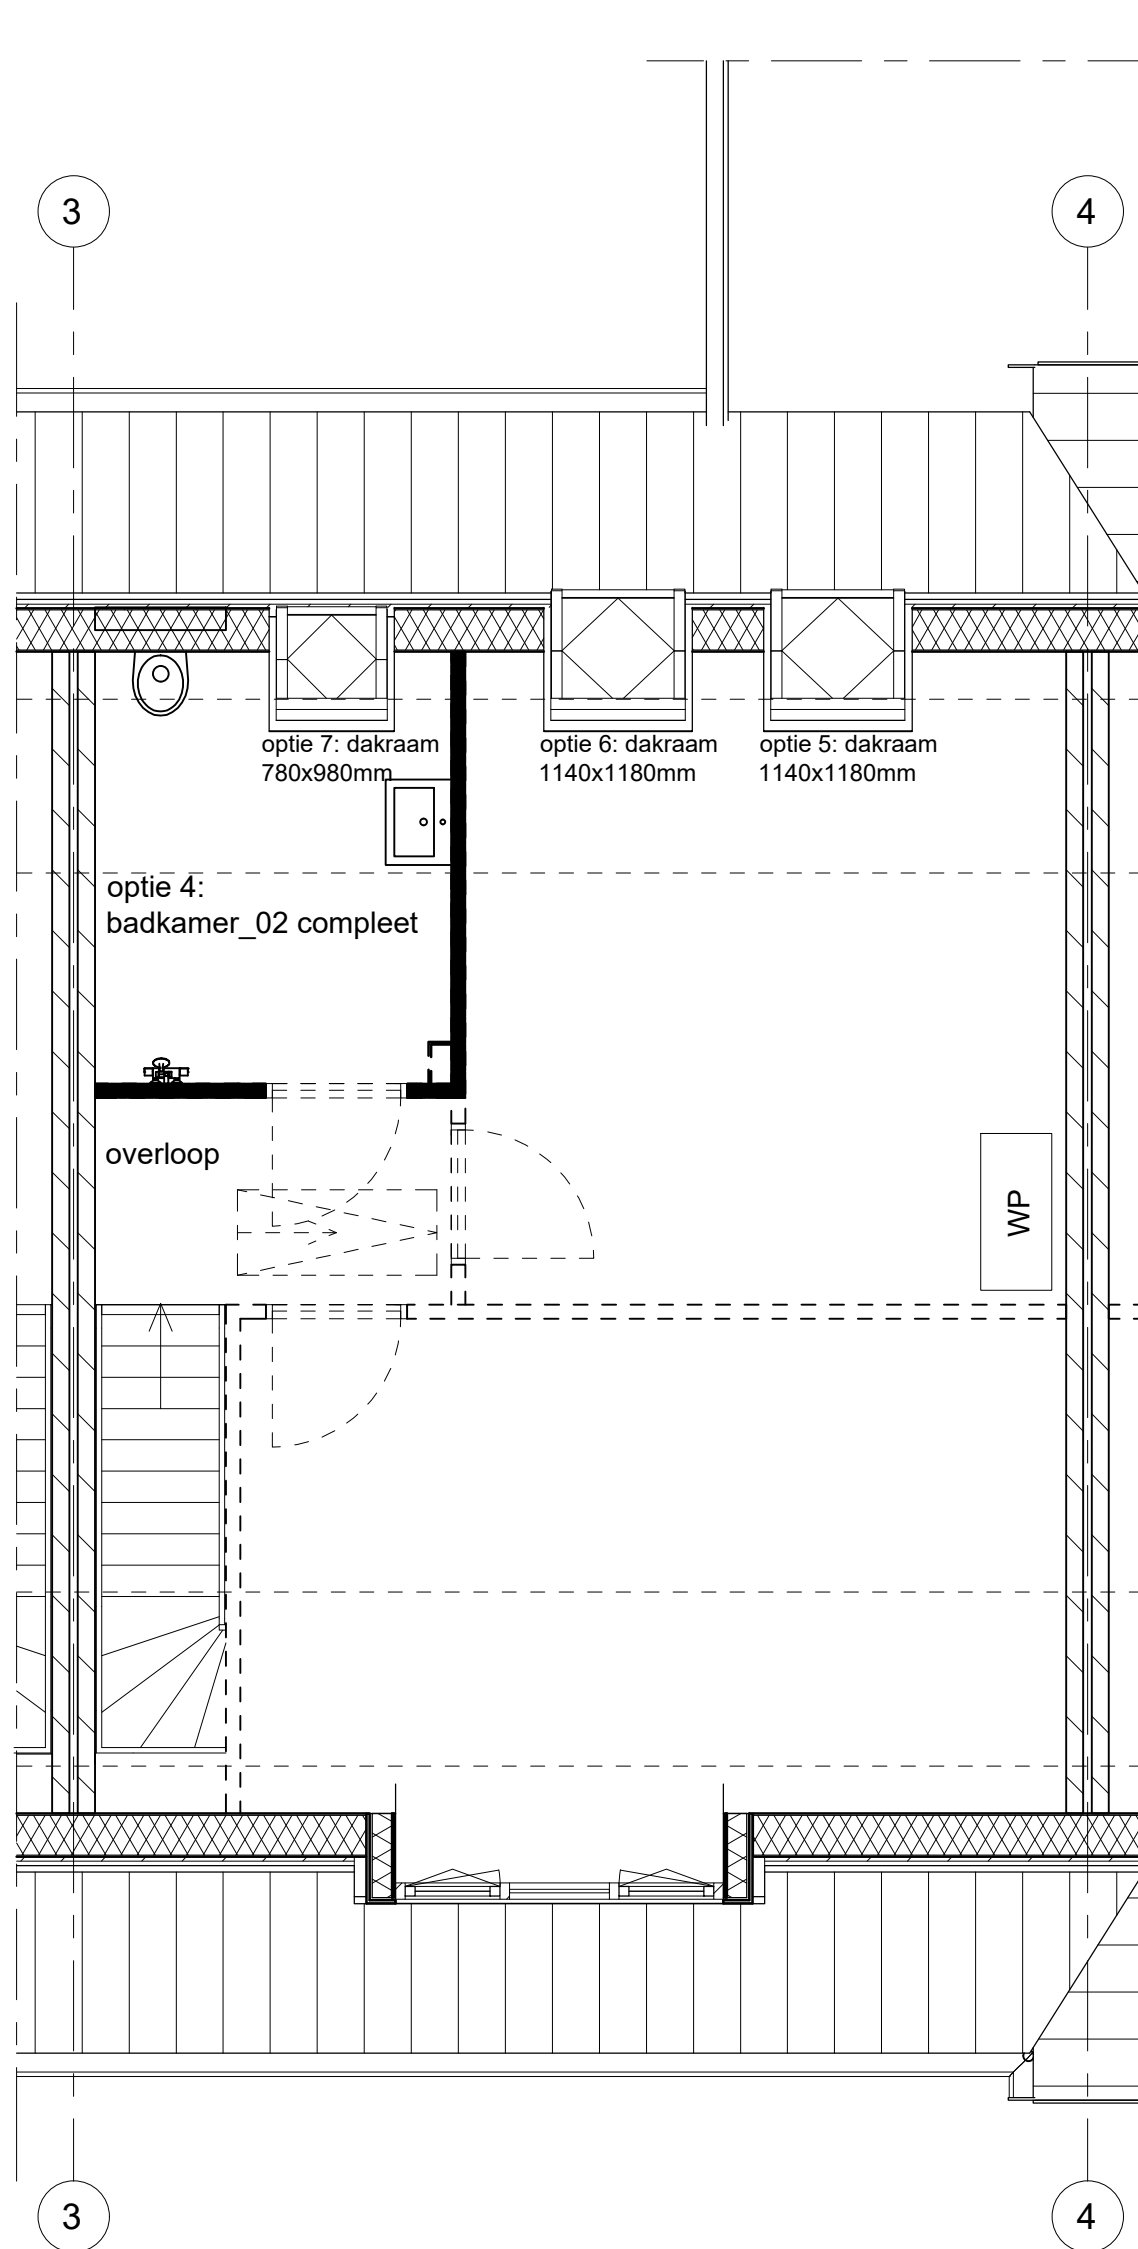 3
4
optie 7: dakraam
780x980mm
optie 6: dakraam
1140x1180mm
optie 5: dakraam
1140x1180mm
optie 4:
badkamer_02 compleet
overloop
WP
3
4